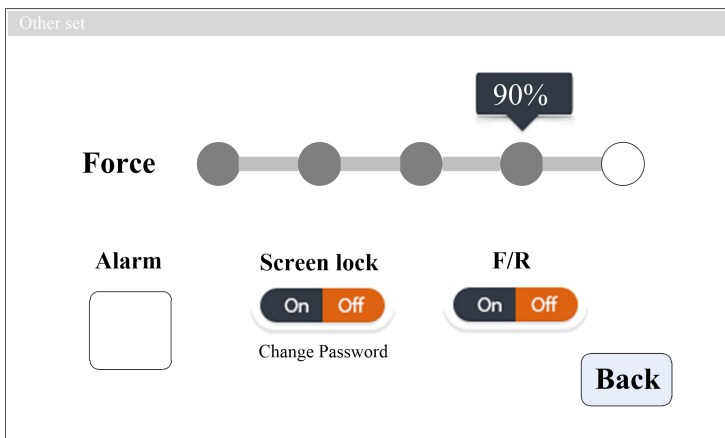 Other set
90%
Force
Alarm
Screen lock
F/R
On Off
On Off
Change Password
Back